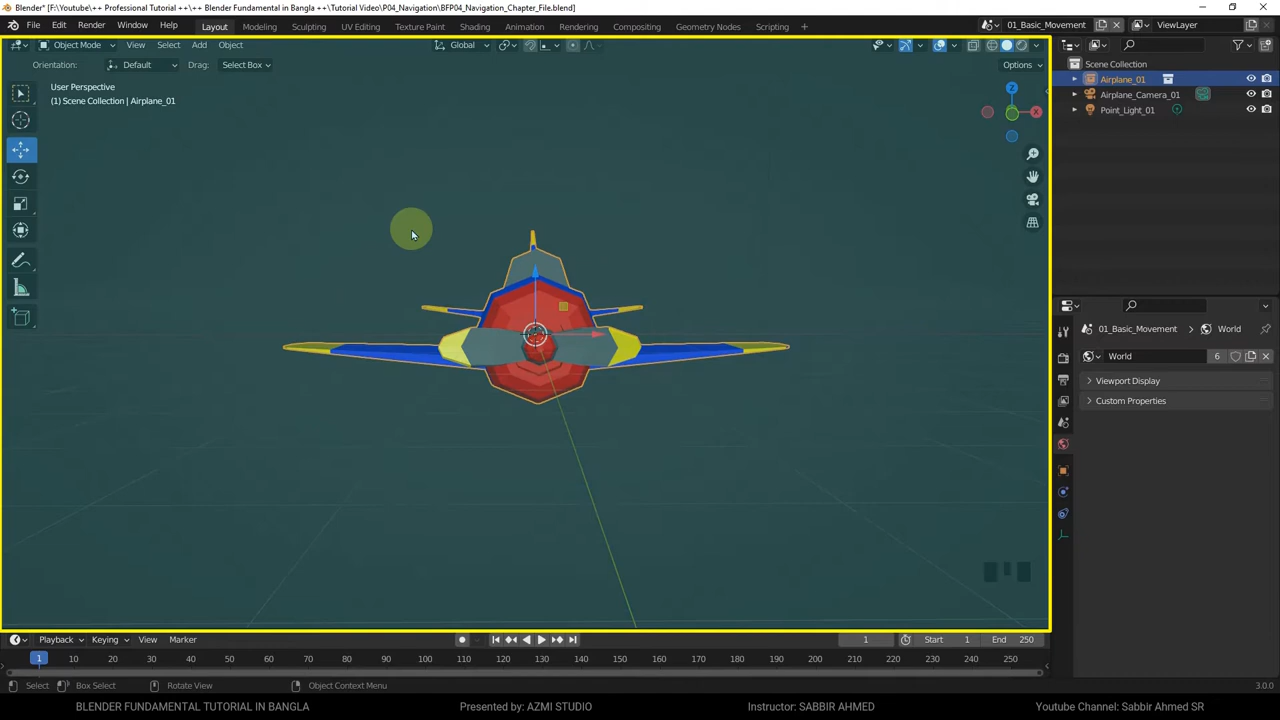 Blender* [F:\Youtube\++ Professional Tutorial ++\Blender Fundamental in Bangla ++\Tutorial Video\P04_Navigation\BFP04_Navigation_Chapter_File.blend]
File Edit Render Window Help Layout Modeling Sculpting UV Editing Texture Paint Shading Animation Rendering Compositing Geometry Nodes Scripting + 01_Basic_Movement ViewLayer
Object Mode View Select Add Object Global
Orientation: Default Drag: Select Box Options
User Perspective
(1) Scene Collection | Airplane_01
Z
X
Scene Collection
Airplane_01
Airplane_Camera_01
Point_Light_01
01_Basic_Movement World
World 6
Viewport Display
Custom Properties
Playback Keying View Marker 1 Start 1 End 250
1 10 20 30 40 50 60 70 80 90 100 110 120 130 140 150 160 170 180 190 200 210 220 230 240 250
Select Box Select Rotate View Object Context Menu 3.0.0
BLENDER FUNDAMENTAL TUTORIAL IN BANGLA Presented by: AZMI STUDIO Instructor: SABBIR AHMED Youtube Channel: Sabbir Ahmed SR